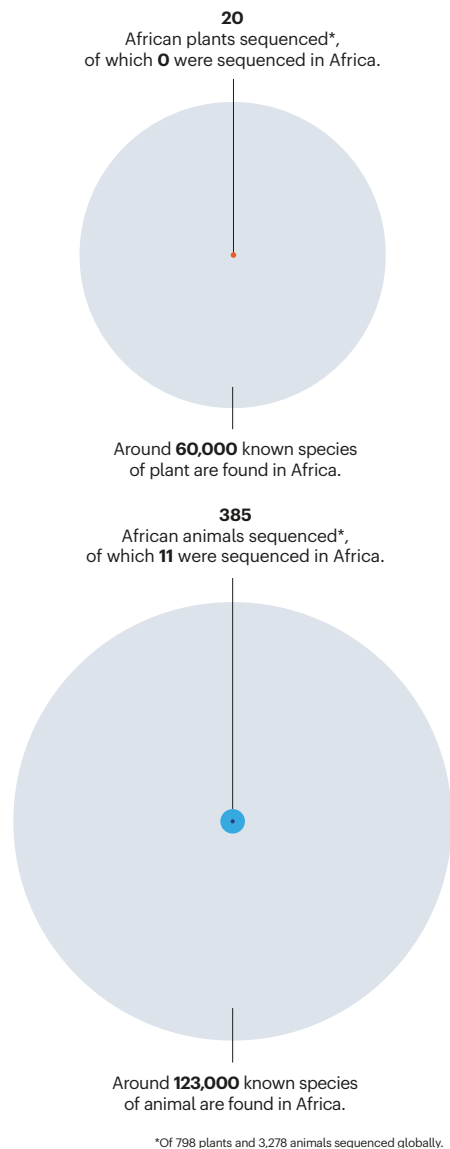 20
African plants sequenced*,
of which 0 were sequenced in Africa.
Around 60,000 known species
of plant are found in Africa.
385
African animals sequenced*,
of which 11 were sequenced in Africa.
Around 123,000 known species
of animal are found in Africa.
*Of 798 plants and 3,278 animals sequenced globally.